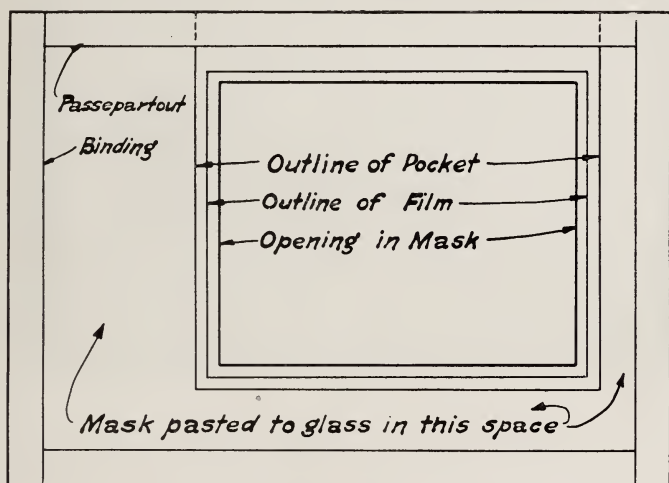 Passepartout
Binding
Outline of Pocket
Outline of Film
Opening in Mask
Mask pasted to glass in this space